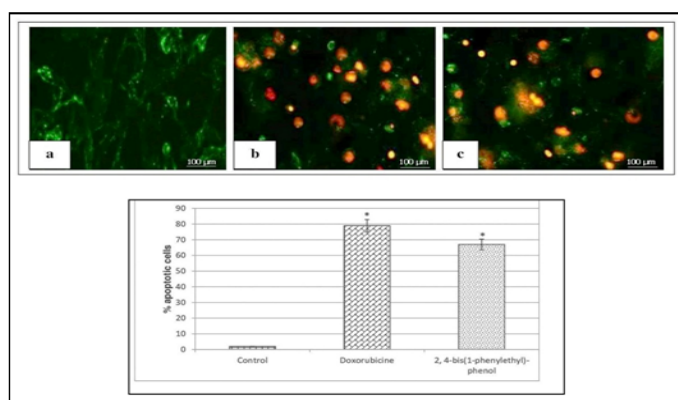 a
100 µm
b
100 µm
c
100 µm
% apoptotic cells
90
80
70
60
50
40
30
20
10
0
*
*
Control
Doxorubicine
2, 4-bis(1-phenylethyl)-
phenol